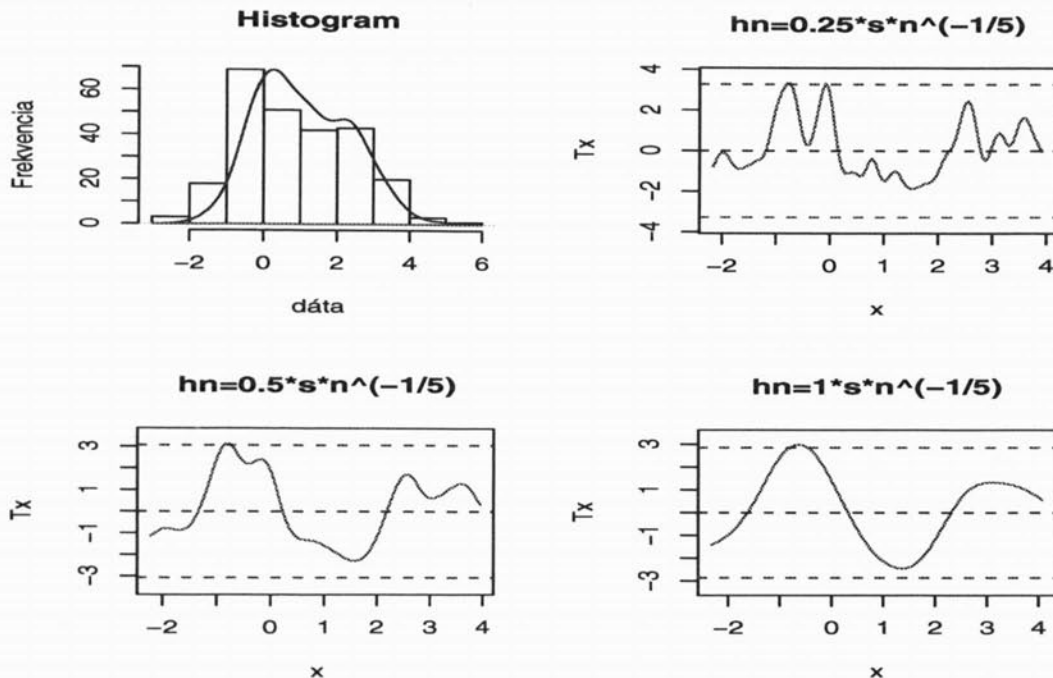 Histogram
Frekvencia
0 20 40 60
-2 0 2 4 6
dáta
hn=0.25*s*n^(-1/5)
Tx
-4 -2 0 2 4
-2 0 1 2 3 4
x
hn=0.5*s*n^(-1/5)
Tx
-3 -1 1 3
-2 0 1 2 3 4
x
hn=1*s*n^(-1/5)
Tx
-3 -1 1 3
-2 0 1 2 3 4
x